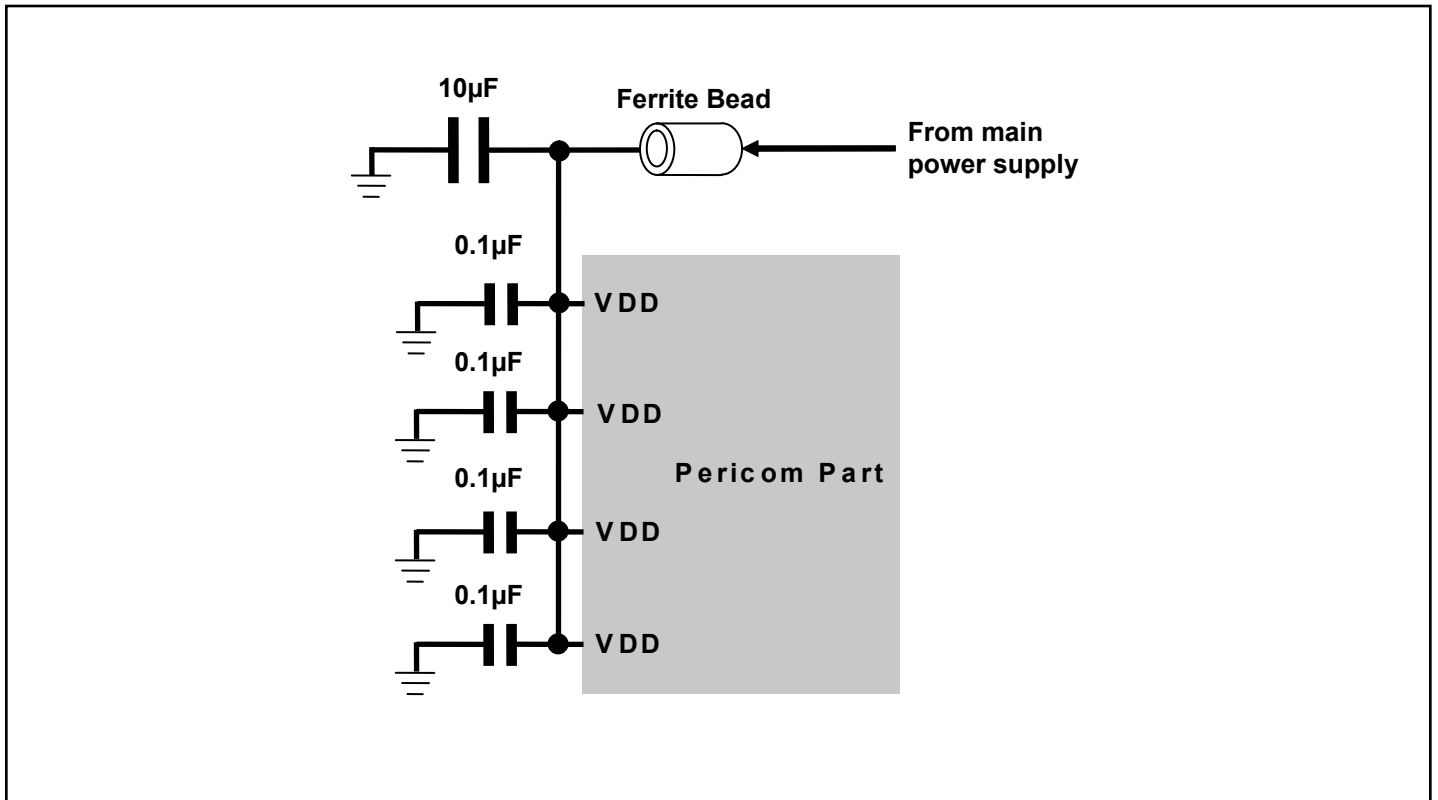 10µF
Ferrite Bead
From main
power supply
0.1µF
VDD
0.1µF
VDD
Pericom Part
0.1µF
VDD
0.1µF
VDD